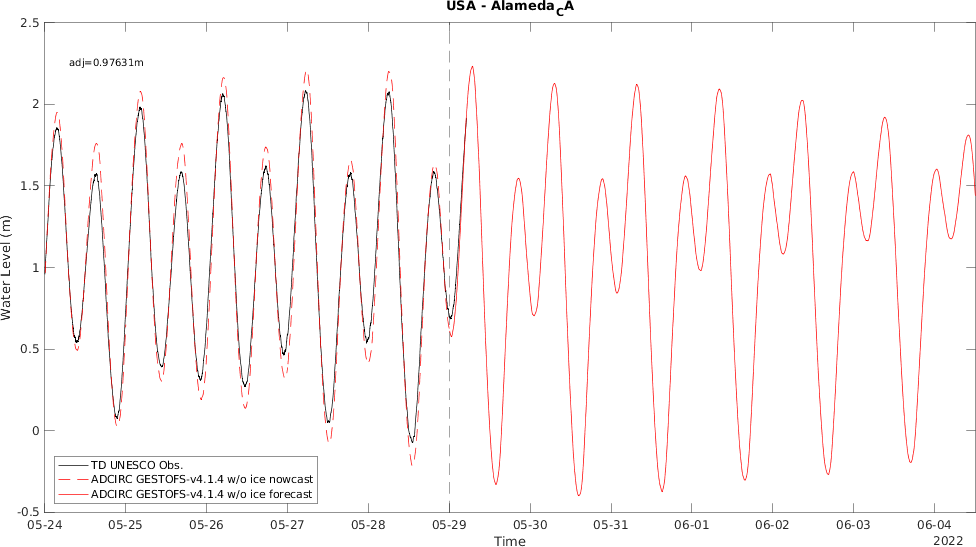 USA - Alameda_CA
2.5
adj=0.97631m
2
1.5
1
0.5
0
-0.5
Water Level (m)
TD UNESCO Obs.
ADCIRC GESTOFS-v4.1.4 w/o ice nowcast
ADCIRC GESTOFS-v4.1.4 w/o ice forecast
05-24 05-25 05-26 05-27 05-28 05-29 05-30 05-31 06-01 06-02 06-03 06-04
Time 2022